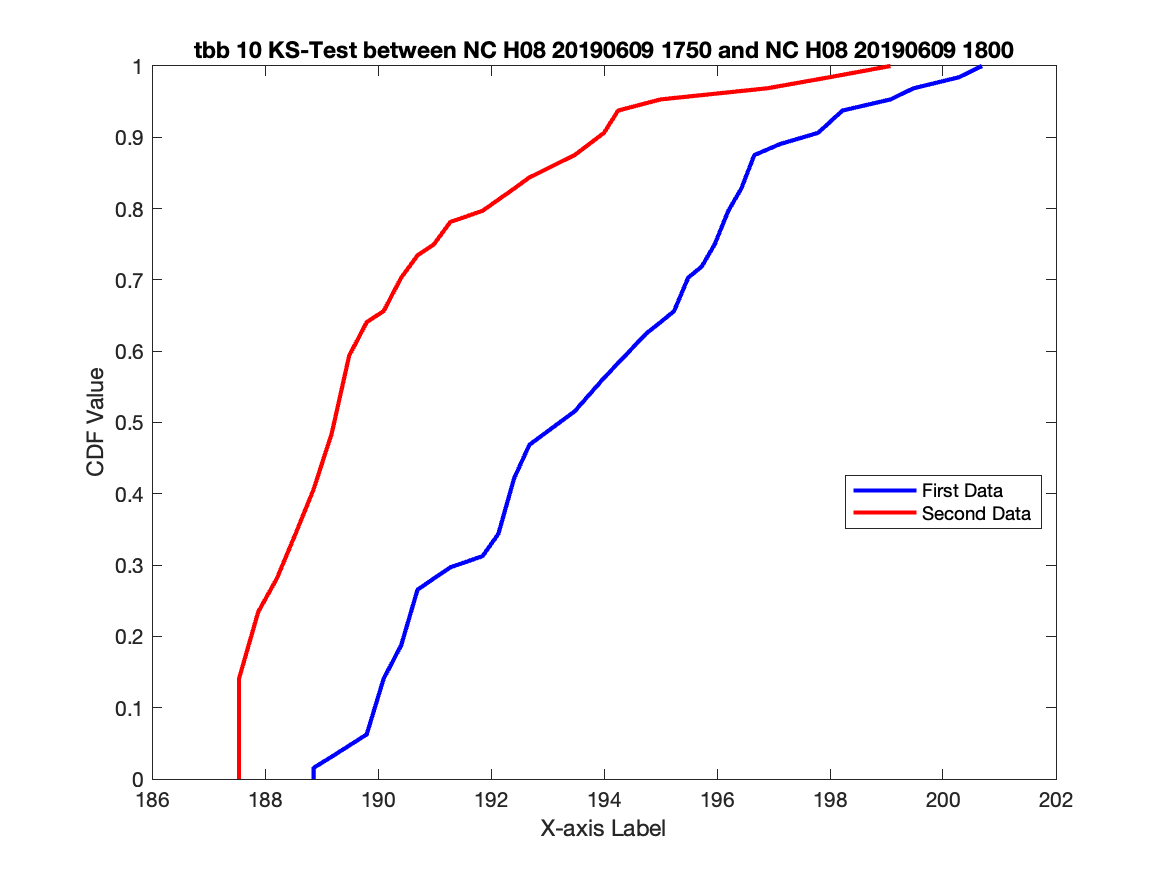 tbb 10 KS-Test between NC H08 20190609 1750 and NC H08 20190609 1800
1
0.9
0.8
0.7
0.6
0.5
0.4
0.3
0.2
0.1
0
CDF Value
First Data
Second Data
186 188 190 192 194 196 198 200 202
X-axis Label